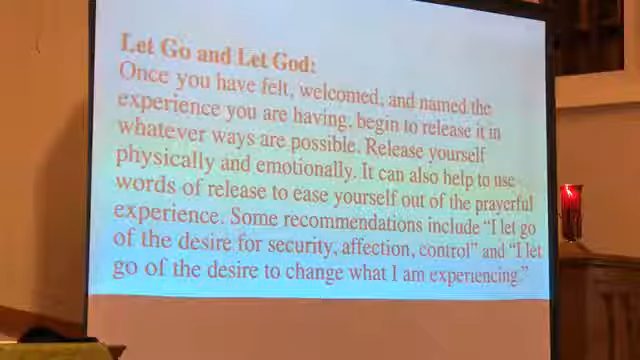 Let Go and Let God:
Once you have felt, welcomed, and named the
experience you are having, begin to release it in
whatever ways are possible. Release yourself
physically and emotionally. It can also help to use
words of release to ease yourself out of the prayerful
experience. Some recommendations include “I let go
of the desire for security, affection, control” and “I let
go of the desire to change what I am experiencing.”